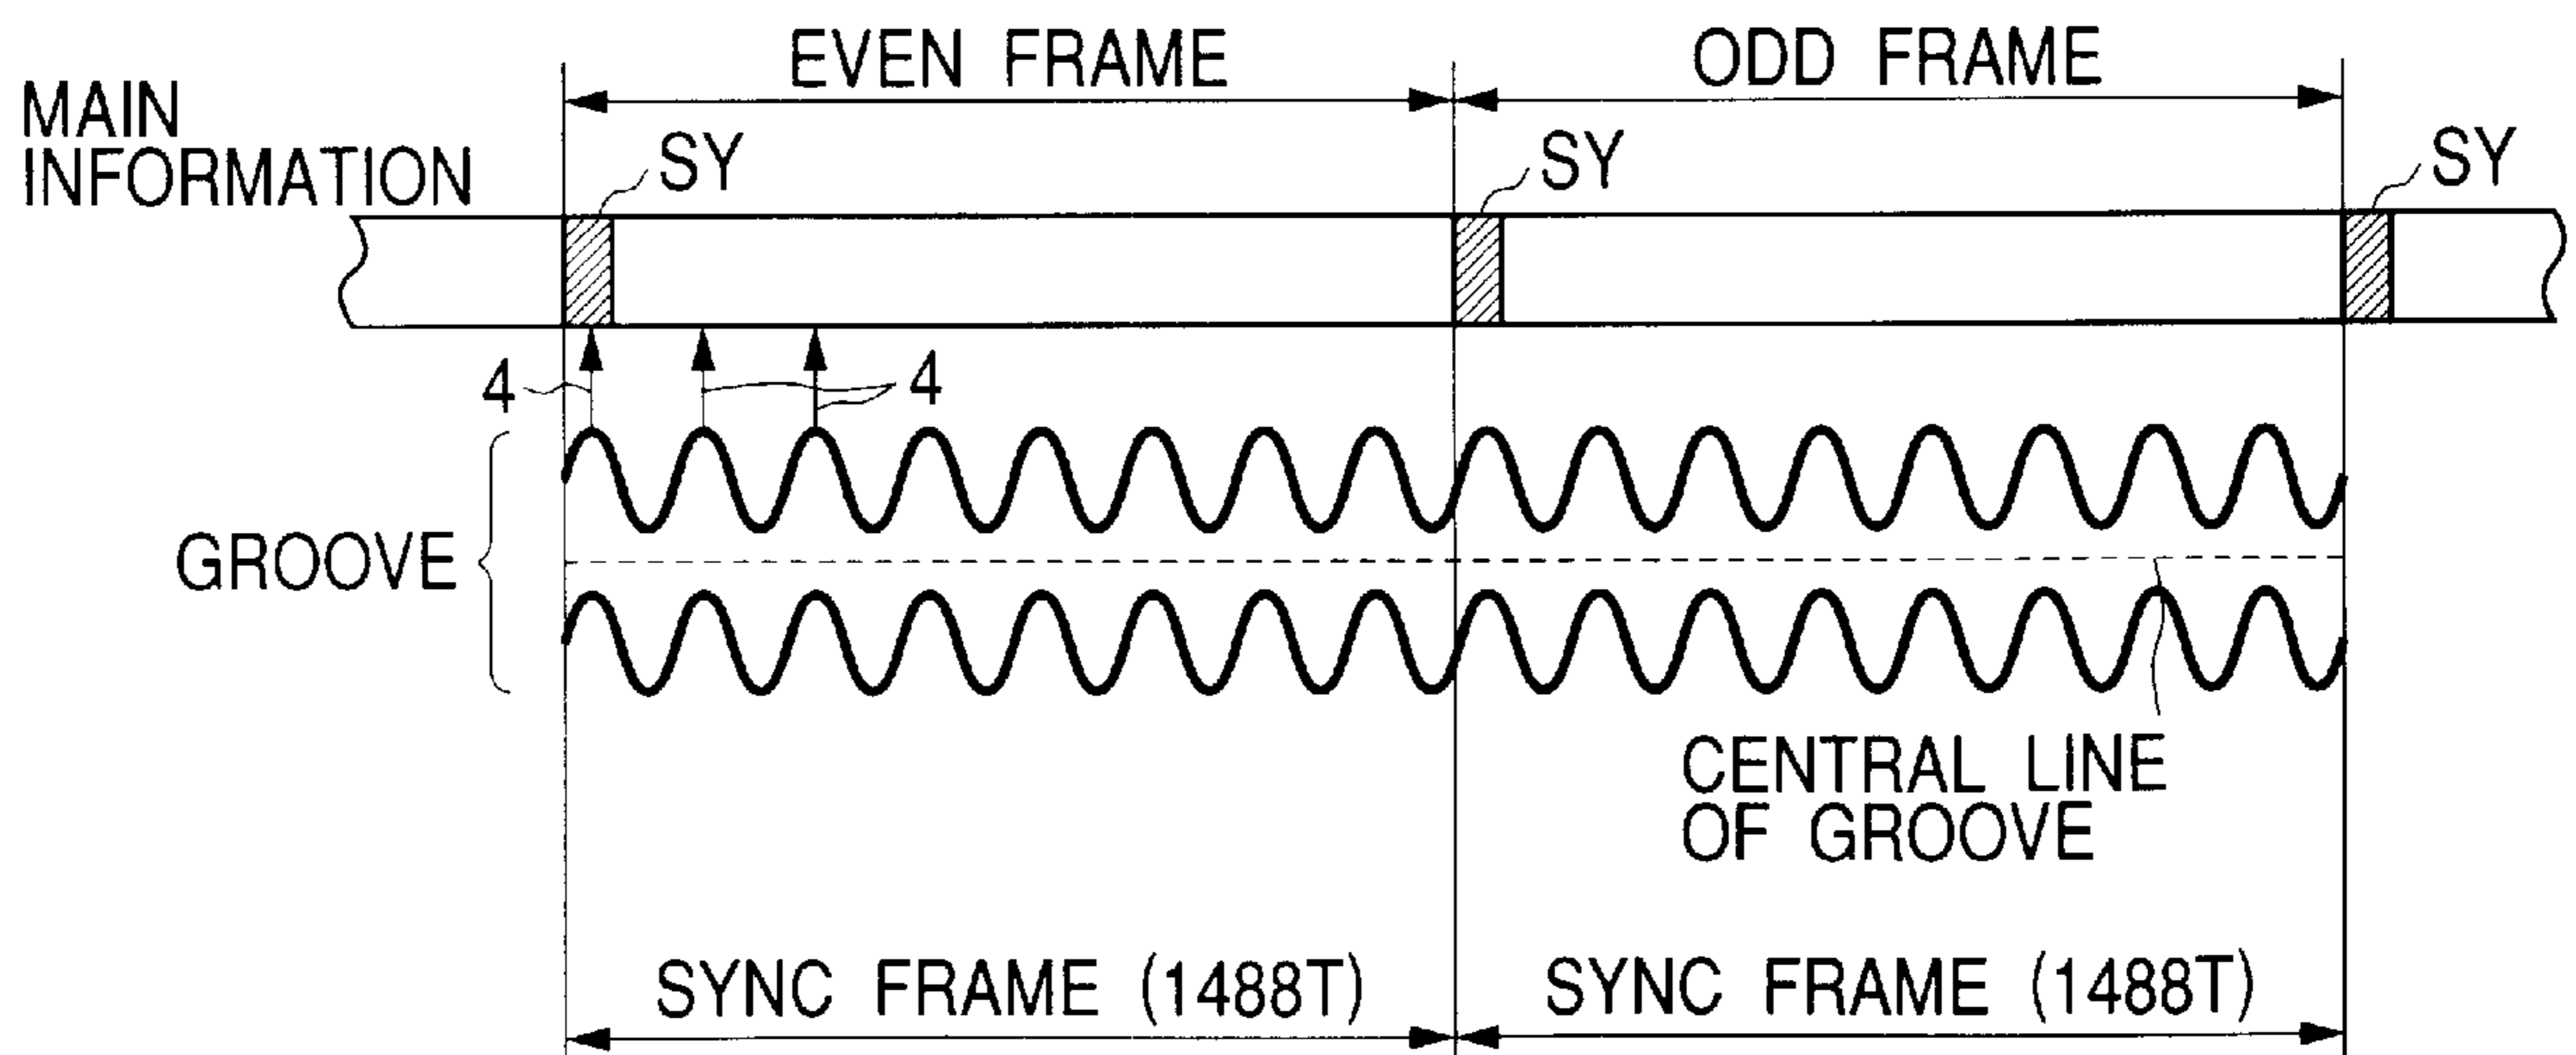 EVEN FRAME
ODD FRAME
MAIN
INFORMATION
SY
SY
SY
4
4
GROOVE
CENTRAL LINE
OF GROOVE
SYNC FRAME (1488T)
SYNC FRAME (1488T)